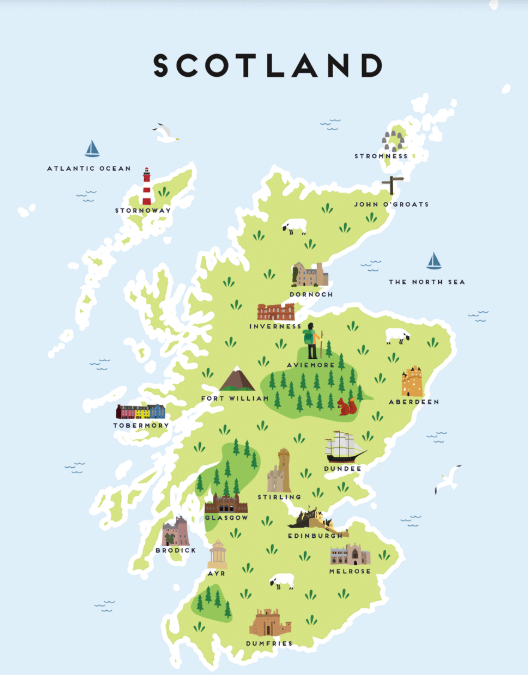 SCOTLAND
STROMNESS
ATLANTIC OCEAN
JOHN O'GROATS
STORNOWAY
THE NORTH SEA
DORNOCH
INVERNESS
AVIEMORE
FORT WILLIAM
ABERDEEN
TOBERMORY
DUNDEE
STIRLING
GLASGOW
EDINBURGH
BRODICK
AYR
MELROSE
DUMFRIES